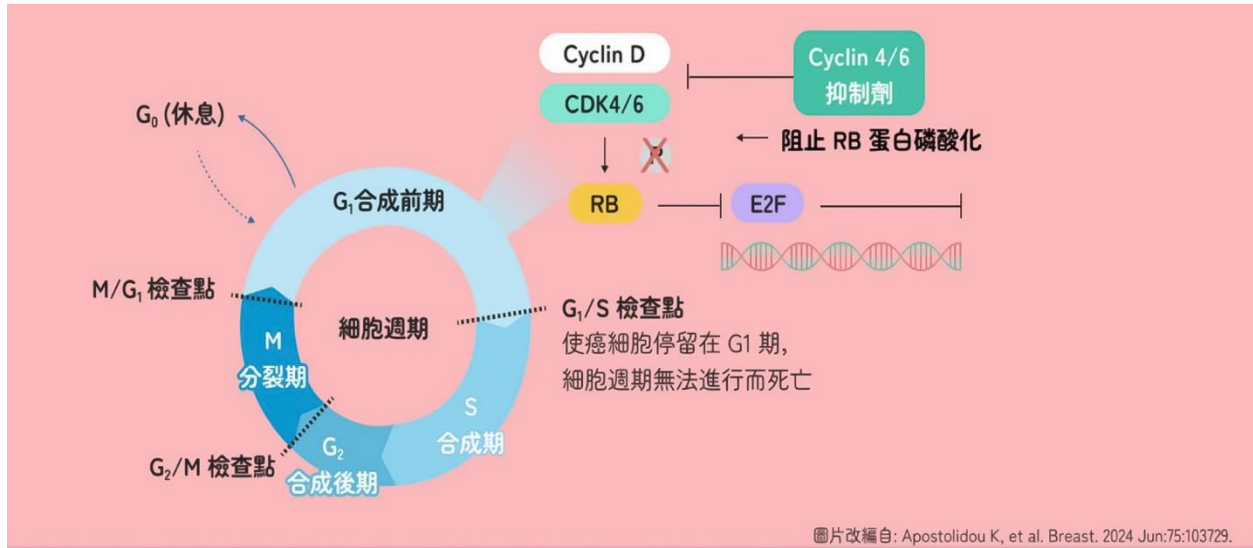 Cyclin D
CDK4/6
Cyclin 4/6
抑制劑
阻止 RB 蛋白磷酸化
P
RB
E2F
G₀ (休息)
G₁合成前期
M/G₁ 檢查點
細胞週期
G₁/S 檢查點
使癌細胞停留在 G1 期,
細胞週期無法進行而死亡
M
分裂期
S
合成期
G₂
合成後期
G₂/M 檢查點
圖片改編自: Apostolidou K, et al. Breast. 2024 Jun:75:103729.